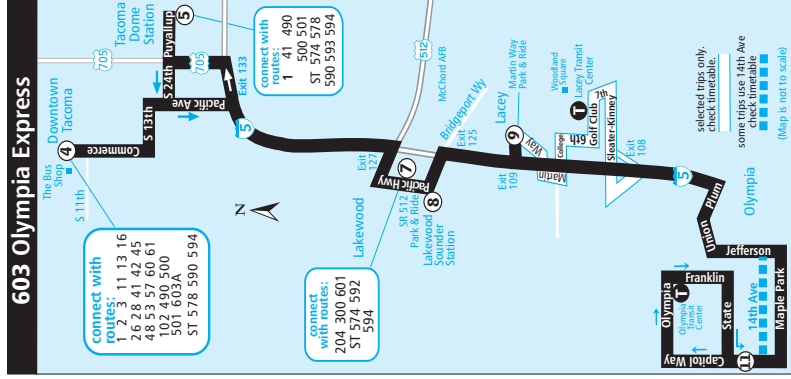 603 Olympia Express
Downtown
Tacoma
4
The Bus
Shop
S 11th
Commerce
S 13th
Pacific Ave
S 24th
Puyallup
5
Tacoma
Dome
Station
705
705
Exit 133
5
connect with
routes:
1 41 490
500 501
ST 574 578
590 593 594
connect with
routes:
1 2 3 11 13 16
26 28 41 42 45
48 53 57 60 61
102 490 500
501 603A
ST 578 590 594
N
512
McChord AFB
Bridgeport Wy
Exit
125
Exit
127
Pacific Hwy
7
8
Lakewood
SR 512
Park & Ride
Lakewood
Sounder
Station
connect
with routes:
204 300 601
ST 574 592
594
Lacey
9
Martin Way
Park & Ride
Exit
109
Martin
Way
College
6th
Woodland
Square
T
Lacey Transit
Center
Golf Club
7th
Sleater-Kinney
Exit
108
5
Olympia
Plum
Union
Jefferson
Maple Park
14th Ave
Capitol Way
11
State
Franklin
Olympia
T
Olympia
Transit
Center
selected trips only.
check timetable.
some trips use 14th Ave
check timetable
(Map is not to scale)